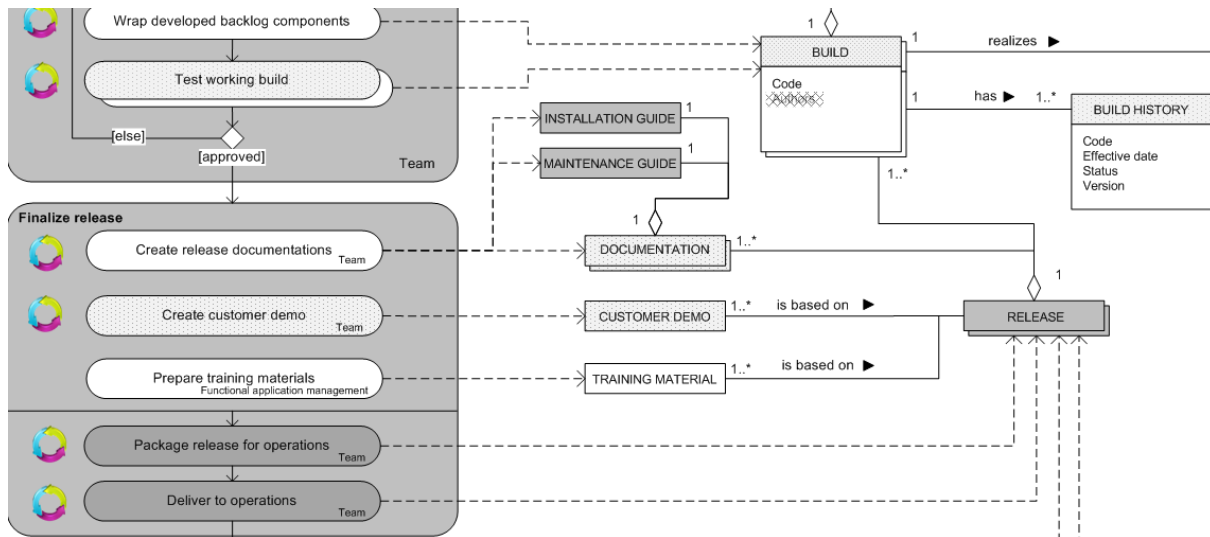 Wrap developed backlog components
Test working build
[else]
[approved]
Team
Finalize release
Create release documentations
Team
Create customer demo
Team
Prepare training materials
Functional application management
Package release for operations
Team
Deliver to operations
Team
INSTALLATION GUIDE
1
MAINTENANCE GUIDE
1
1
DOCUMENTATION
1..*
CUSTOMER DEMO
1..*
is based on
TRAINING MATERIAL
1..*
is based on
1
BUILD
Code
Authors
1
realizes
1
has
1..*
1..*
BUILD HISTORY
Code
Effective date
Status
Version
1
RELEASE